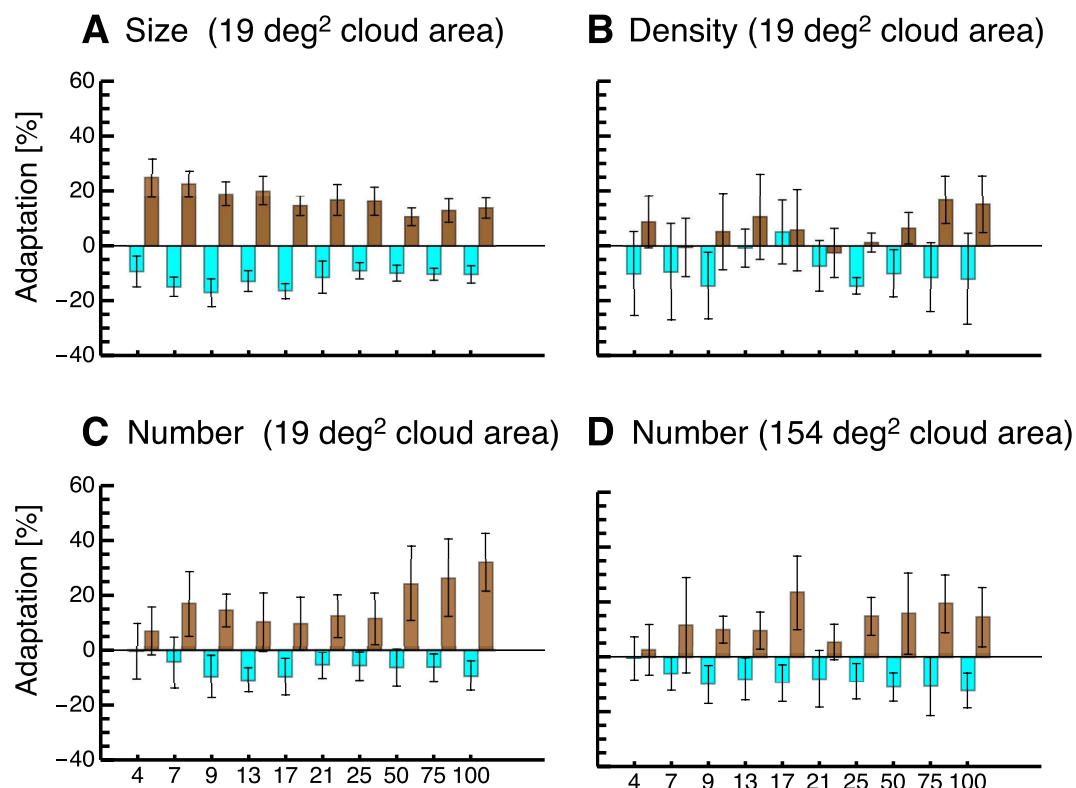 A Size (19 deg² cloud area)
B Density (19 deg² cloud area)
Adaptation [%]
60
40
20
0
−20
−40
C Number (19 deg² cloud area)
D Number (154 deg² cloud area)
Adaptation [%]
60
40
20
0
−20
−40
4 7 9 13 17 21 25 50 75 100
4 7 9 13 17 21 25 50 75 100